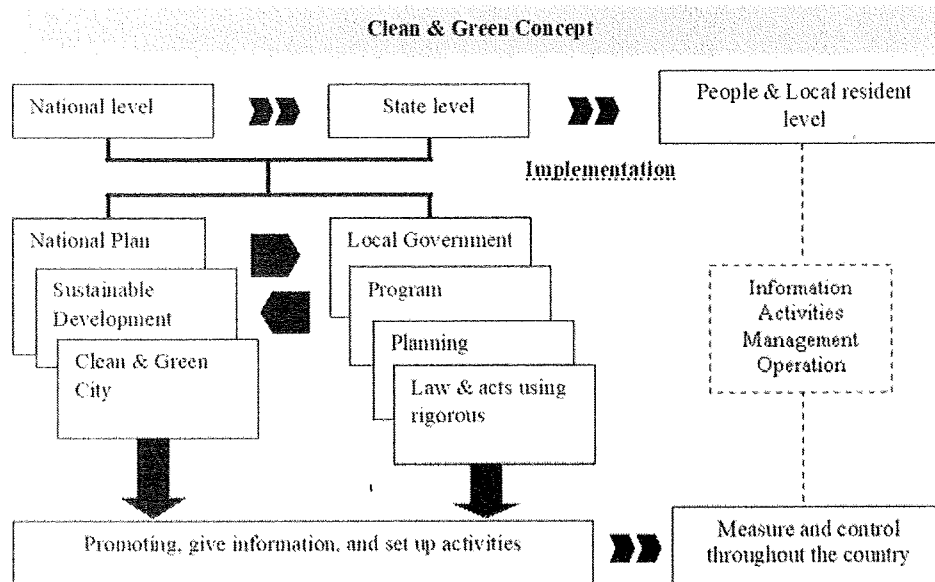 Clean & Green Concept
National level
State level
People & Local resident
level
Implementation
National Plan
Sustainable
Development
Clean & Green
City
Local Government
Program
Planning
Law & acts using
rigorous
Information
Activities
Management
Operation
Promoting, give information, and set up activities
Measure and control
throughout the country